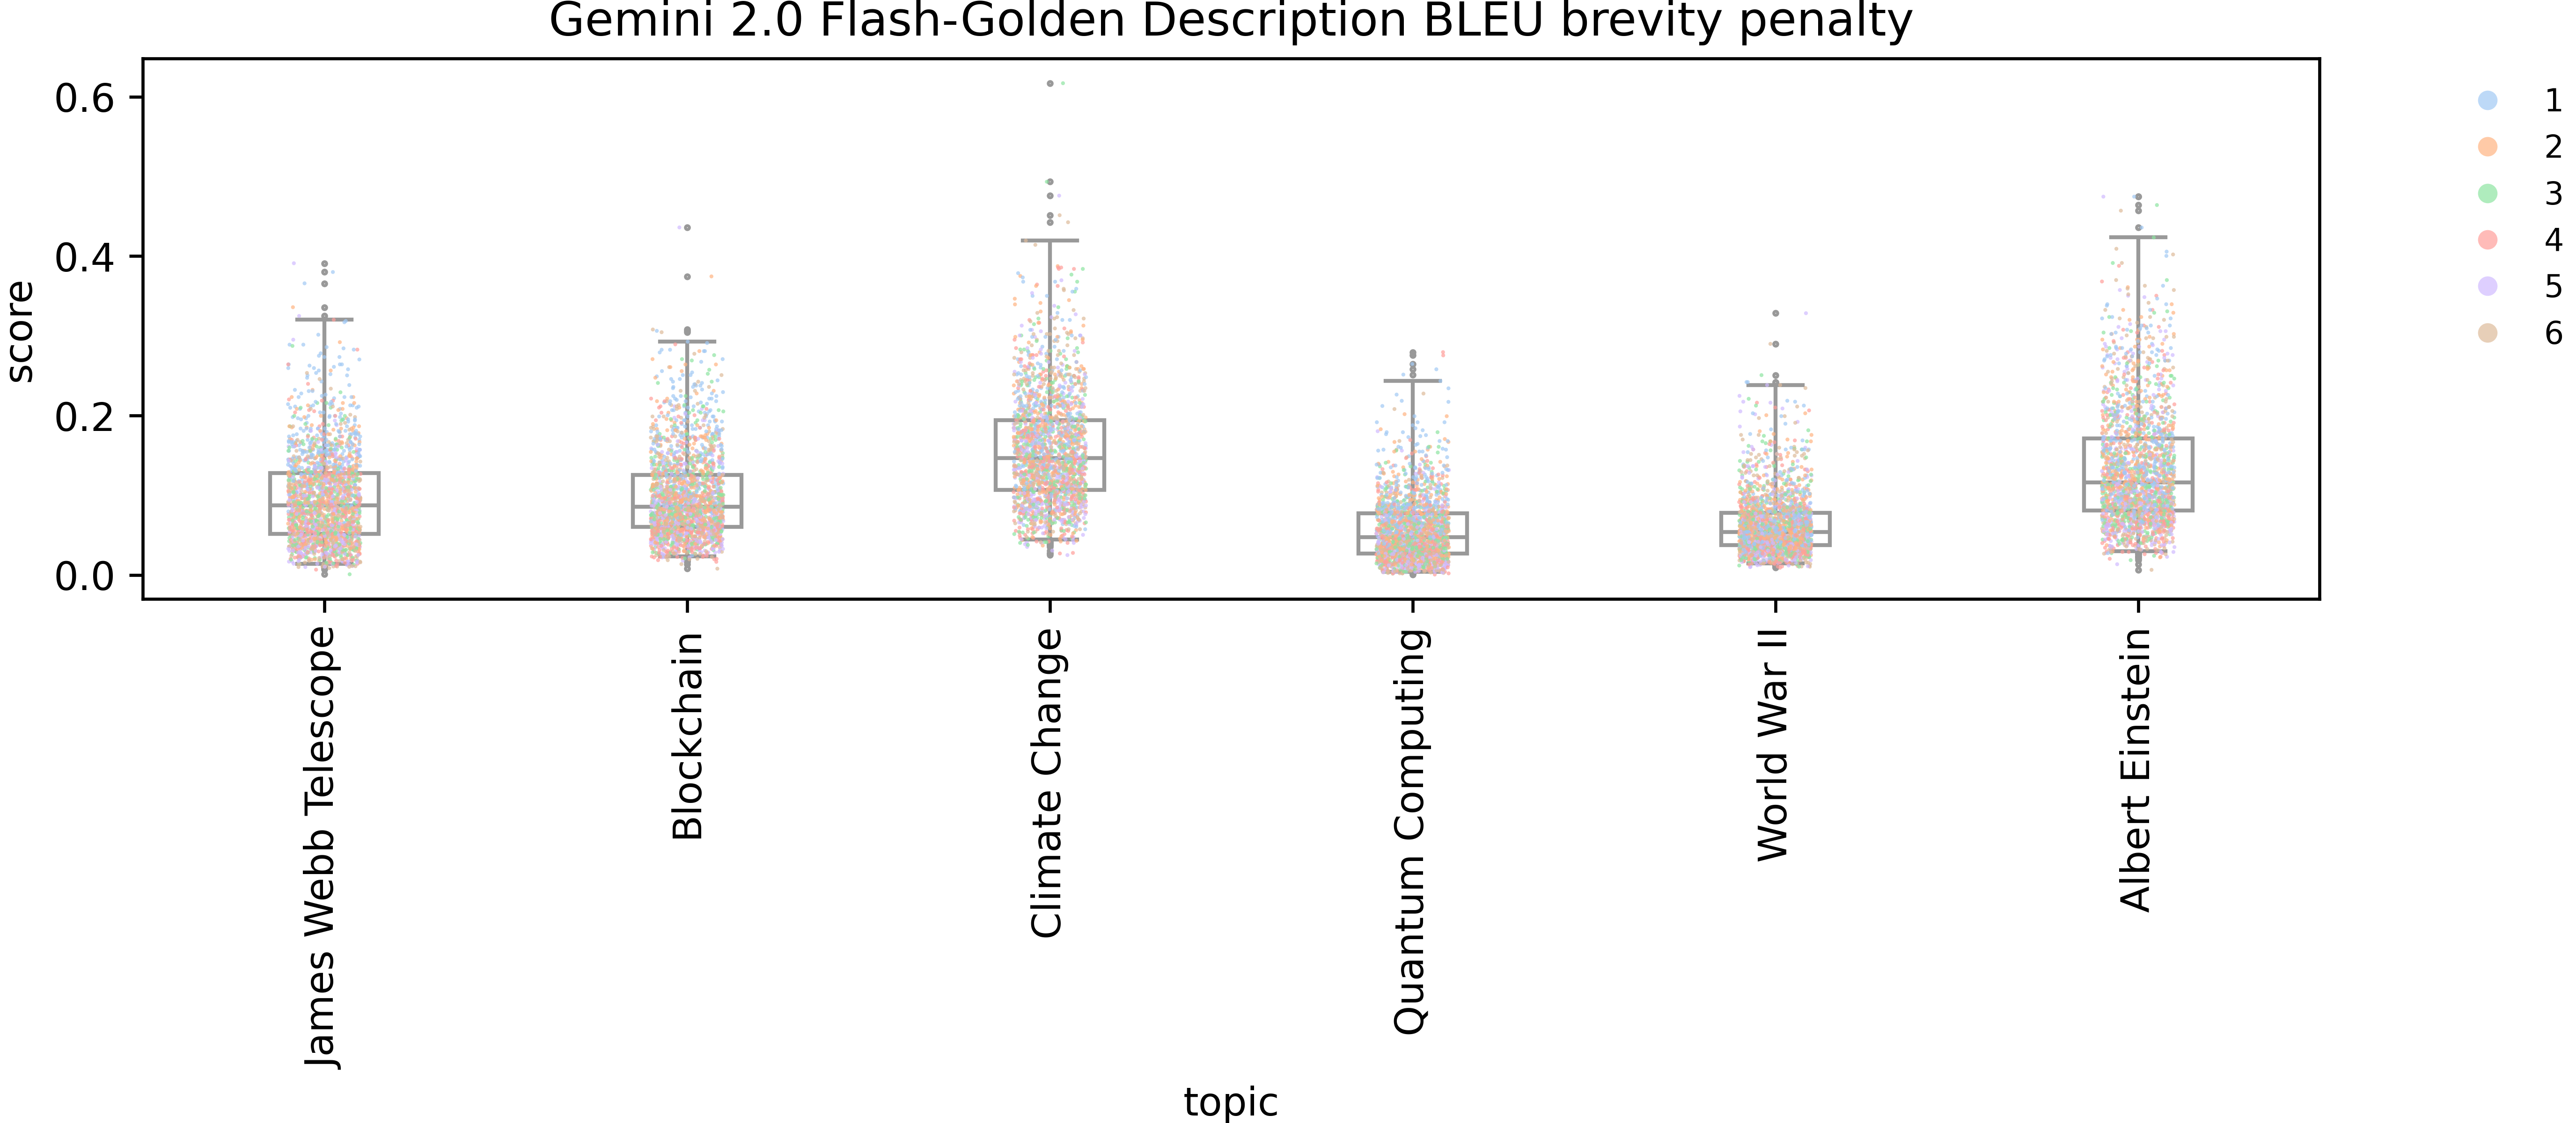 Gemini 2.0 Flash-Golden Description BLEU brevity penalty
score
0.6
0.4
0.2
0.0
James Webb Telescope
Blockchain
Climate Change
Quantum Computing
World War II
Albert Einstein
topic
1
2
3
4
5
6